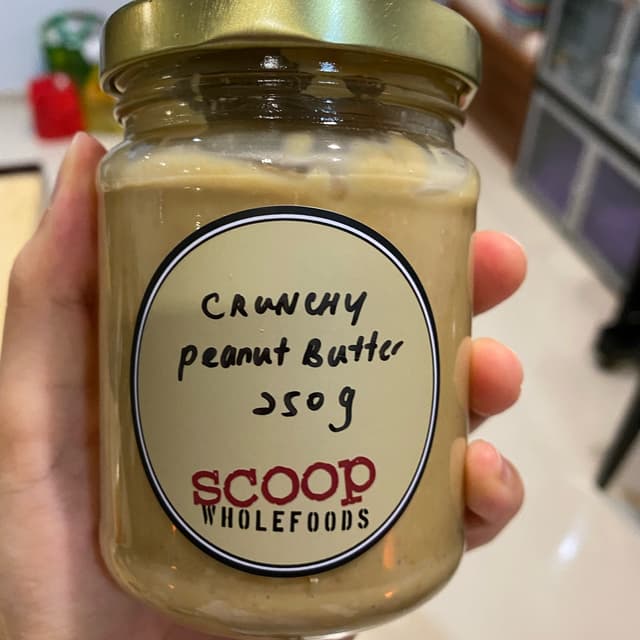 CRUNCHY
peanut Butter
250g
SCOOP
WHOLEFOODS